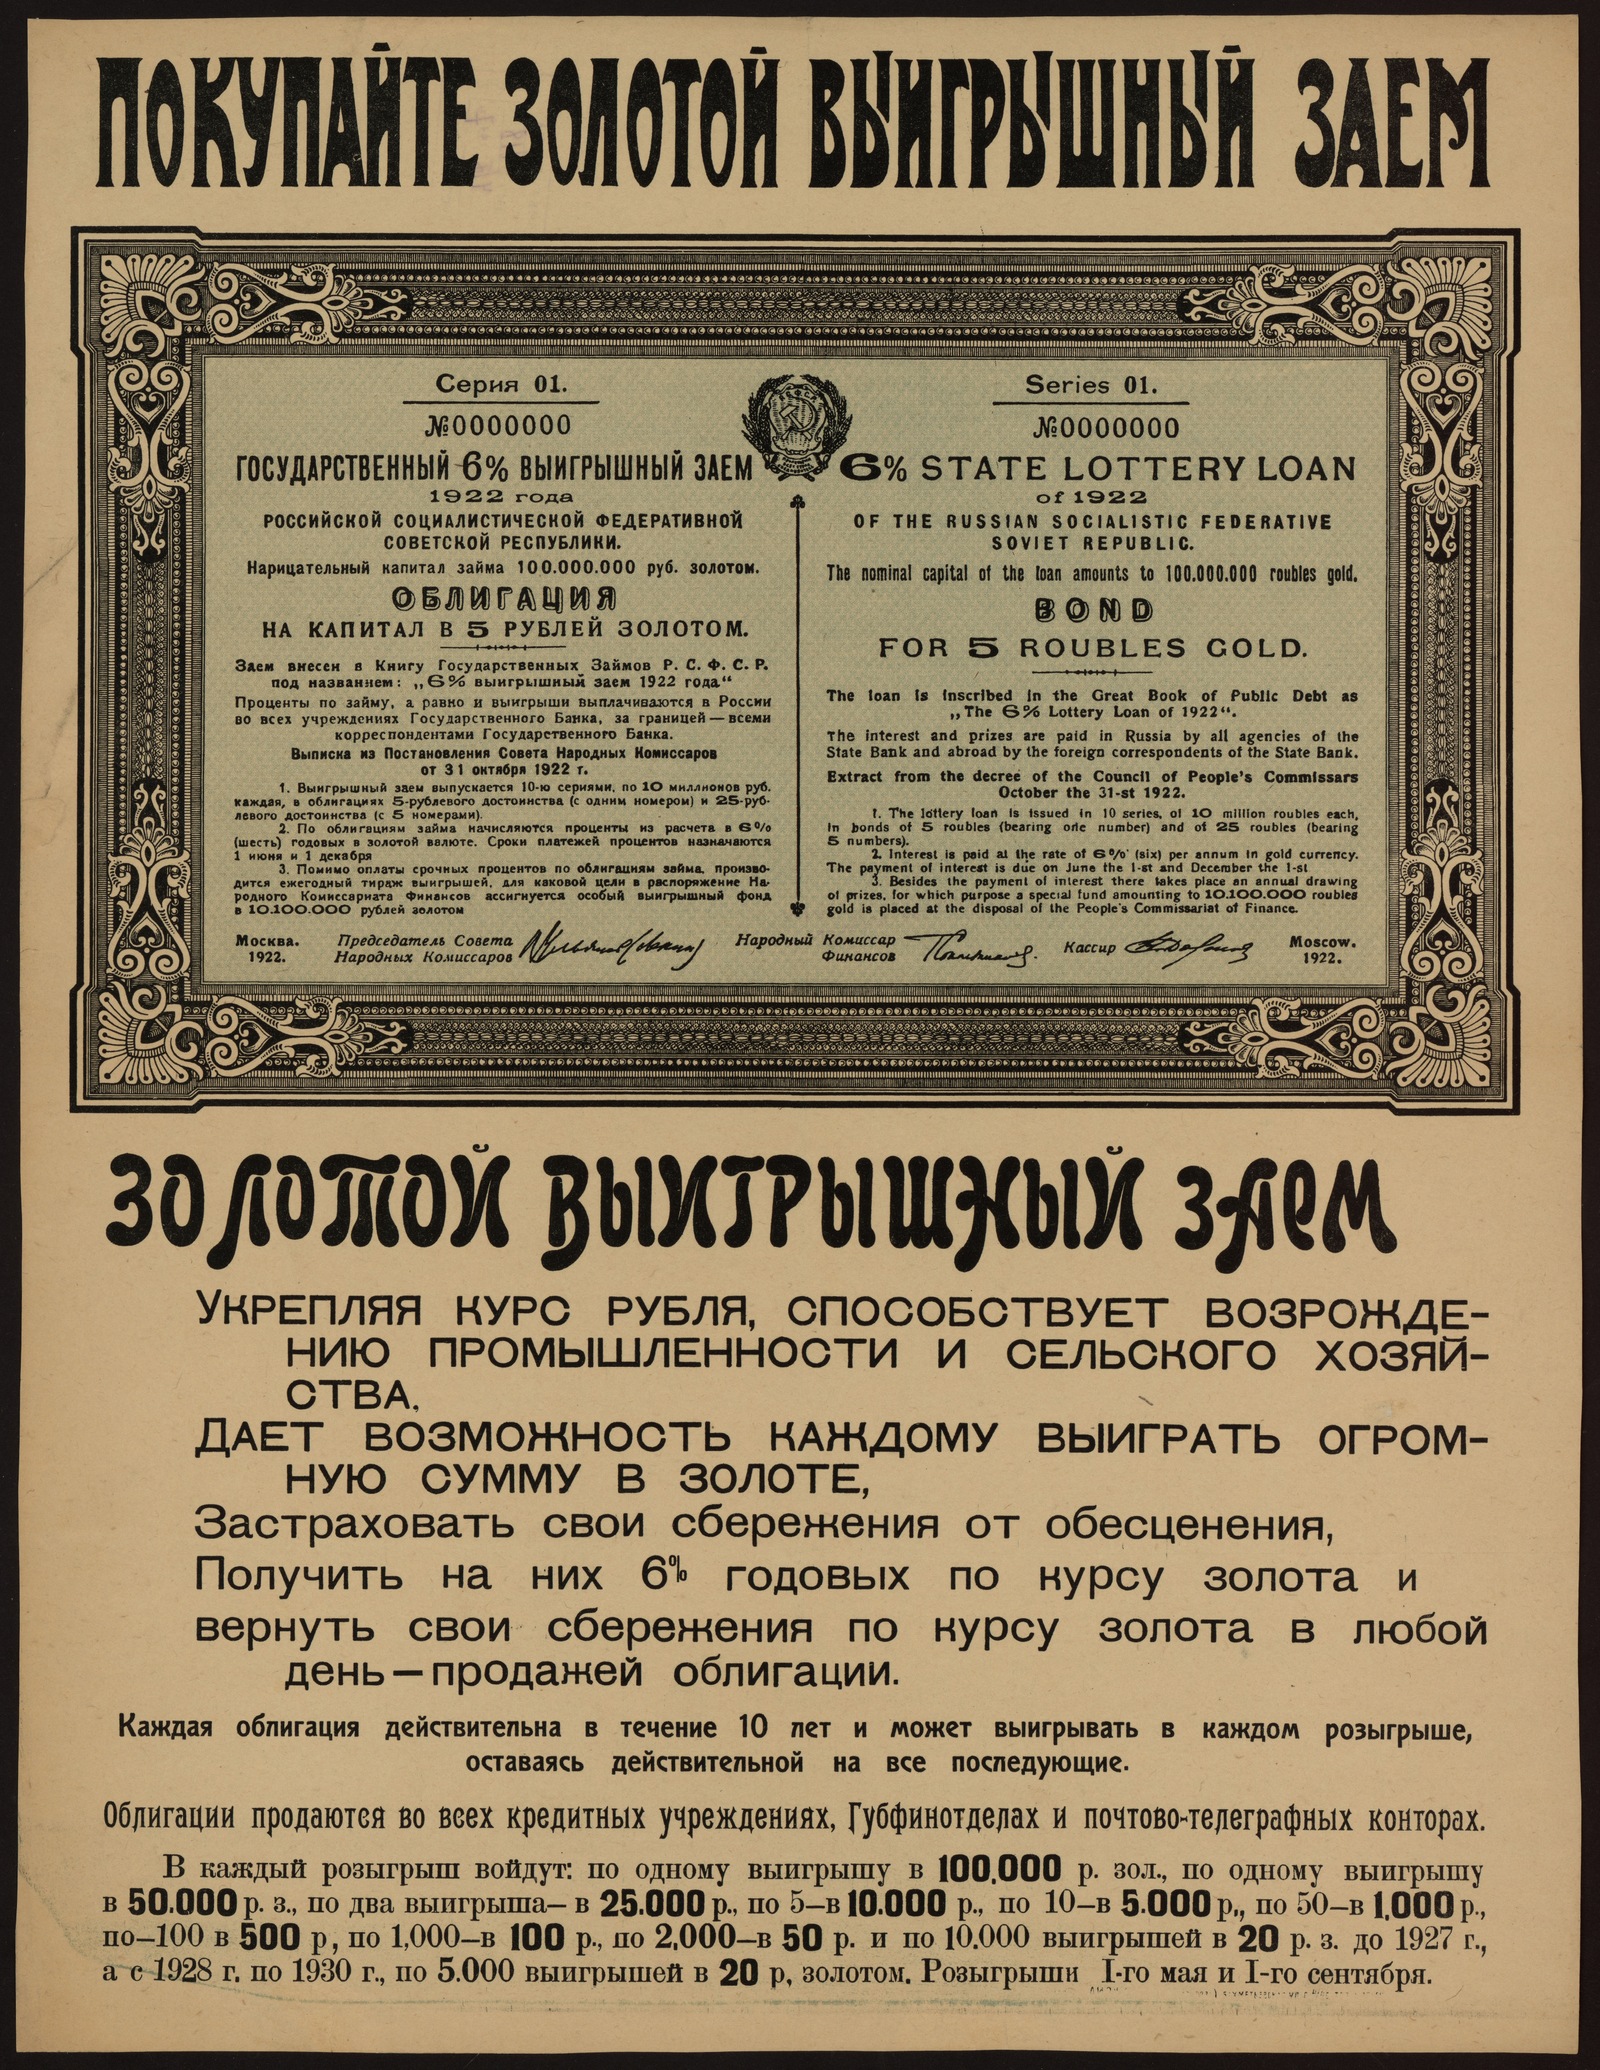 ПОКУПАЙТЕ ЗОЛОТОЙ ВЫИГРЫШНЫЙ ЗАЕМ
Серия 01.
№0000000
ГОСУДАРСТВЕННЫЙ 6% ВЫИГРЫШНЫЙ ЗАЕМ
1922 года
РОССИЙСКОЙ СОЦИАЛИСТИЧЕСКОЙ ФЕДЕРАТИВНОЙ
СОВЕТСКОЙ РЕСПУБЛИКИ.
Нарицательный капитал займа 100.000.000 руб. золотом.
ОБЛИГАЦИЯ
НА КАПИТАЛ В 5 РУБЛЕЙ ЗОЛОТОМ.
Заем внесен в Книгу Государственных Займов Р. С. Ф. С. Р.
под названием: „6% выигрышный заем 1922 года“
Проценты по займу, а равно и выигрыши выплачиваются в России
во всех учреждениях Государственного Банка, за границей — всеми
корреспондентами Государственного Банка.
Выписка из Постановления Совета Народных Комиссаров
от 31 октября 1922 г.
1. Выигрышный заем выпускается 10-ю сериями, по 10 миллионов руб.
каждая, в облигациях 5-рублевого достоинства (с одним номером) и 25-руб-
левого достоинства (с 5 номерами).
2. По облигациям займа начисляются проценты из расчета в 6%
(шесть) годовых в золотой валюте. Сроки платежей процентов назначаются
1 июня и 1 декабря
3. Помимо оплаты срочных процентов по облигациям займа, произво-
дится ежегодный тираж выигрышей, для каковой цели в распоряжение На-
родного Комиссариата Финансов ассигнуется особый выигрышный фонд
в 10.100.000 рублей золотом
Series 01.
№0000000
6% STATE LOTTERY LOAN
of 1922
OF THE RUSSIAN SOCIALISTIC FEDERATIVE
SOVIET REPUBLIC.
The nominal capital of the loan amounts to 100.000.000 roubles gold.
BOND
FOR 5 ROUBLES GOLD.
The loan is inscribed in the Great Book of Public Debt as
„The 6% Lottery Loan of 1922“.
The interest and prizes are paid in Russia by all agencies of the
State Bank and abroad by the foreign correspondents of the State Bank.
Extract from the decree of the Council of People's Commissars
October the 31-st 1922.
1. The lottery loan is issued in 10 series, of 10 million roubles each,
in bonds of 5 roubles (bearing one number) and of 25 roubles (bearing
5 numbers).
2. Interest is paid at the rate of 6% (six) per annum in gold currency.
The payment of interest is due on June the 1-st and December the 1-st
3. Besides the payment of interest there takes place an annual drawing
of prizes, for which purpose a special fund amounting to 10.100.000 roubles
gold is placed at the disposal of the People's Commissariat of Finance.
Москва.
1922.
Председатель Совета
Народных Комиссаров
Народный Комиссар
Финансов
Кассир
Moscow.
1922.
ЗОЛОТОЙ ВЫИГРЫШНЫЙ ЗАЕМ
УКРЕПЛЯЯ КУРС РУБЛЯ, СПОСОБСТВУЕТ ВОЗРОЖДЕ-
НИЮ ПРОМЫШЛЕННОСТИ И СЕЛЬСКОГО ХОЗЯЙ-
СТВА.
ДАЕТ ВОЗМОЖНОСТЬ КАЖДОМУ ВЫИГРАТЬ ОГРОМ-
НУЮ СУММУ В ЗОЛОТЕ,
Застраховать свои сбережения от обесценения,
Получить на них 6% годовых по курсу золота и
вернуть свои сбережения по курсу золота в любой
день — продажей облигации.
Каждая облигация действительна в течение 10 лет и может выигрывать в каждом розыгрыше,
оставаясь действительной на все последующие.
Облигации продаются во всех кредитных учреждениях, Губфинотделах и почтово-телеграфных конторах.
В каждый розыгрыш войдут: по одному выигрышу в 100,000 р. зол., по одному выигрышу
в 50.000 р. з., по два выигрыша— в 25.000 р., по 5—в 10.000 р., по 10—в 5.000 р., по 50—в 1.000 р.,
по—100 в 500 р, по 1,000—в 100 р., по 2,000—в 50 р. и по 10.000 выигрышей в 20 р. з. до 1927 г.,
а с 1928 г. по 1930 г., по 5.000 выигрышей в 20 р, золотом. Розыгрыши I-го мая и I-го сентября.